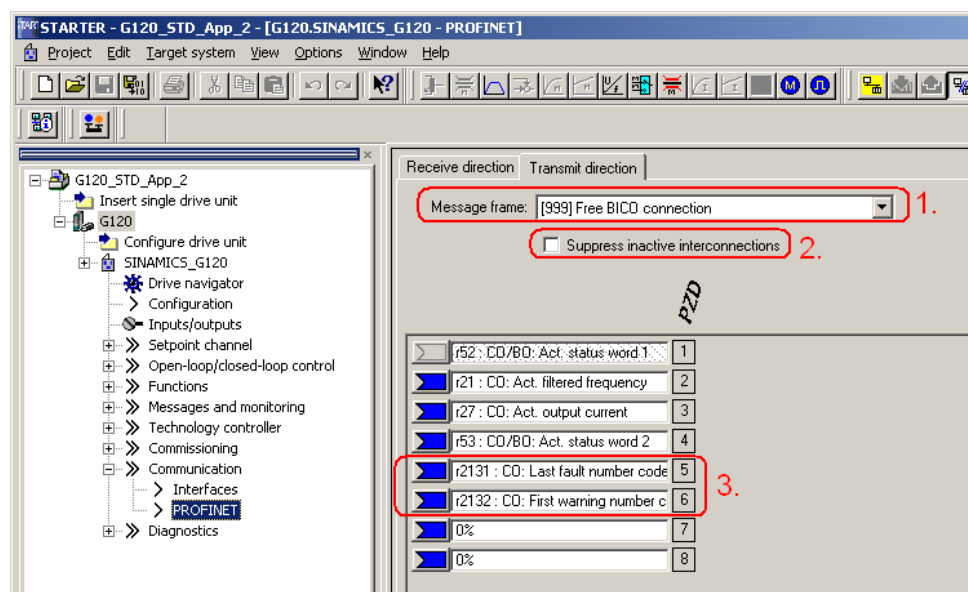 STARTER - G120_STD_App_2 - [G120.SINAMICS_G120 - PROFINET]
Project Edit Target system View Options Window Help
G120_STD_App_2
Insert single drive unit
G120
Configure drive unit
SINAMICS_G120
Drive navigator
Configuration
Inputs/outputs
Setpoint channel
Open-loop/closed-loop control
Functions
Messages and monitoring
Technology controller
Commissioning
Communication
Interfaces
PROFINET
Diagnostics
Receive direction Transmit direction
Message frame: [999] Free BICO connection 1.
Suppress inactive interconnections 2.
PZD
r52 : CO/BO: Act. status word 1 1
r21 : CO: Act. filtered frequency 2
r27 : CO: Act. output current 3
r53 : CO/BO: Act. status word 2 4
r2131 : CO: Last fault number code 5
3.
r2132 : CO: First warning number c 6
0% 7
0% 8